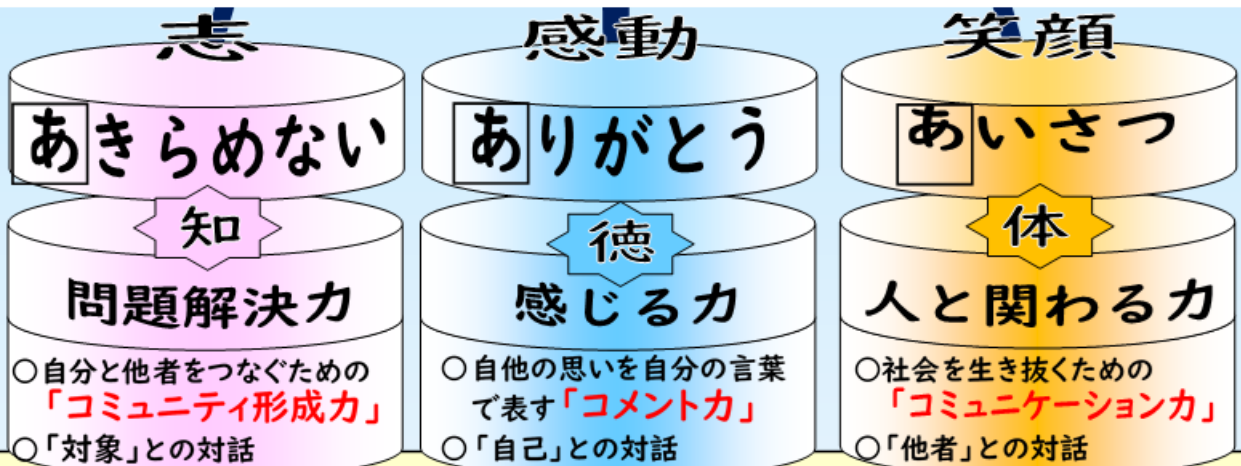 志
あきらめない
知
問題解決力
○自分と他者をつなぐための
「コミュニティ形成力」
○「対象」との対話
感動
ありがとう
徳
感じる力
○自他の思いを自分の言葉
で表す「コメント力」
○「自己」との対話
笑顔
あいさつ
体
人と関わる力
○社会を生き抜くための
「コミュニケーション力」
○「他者」との対話